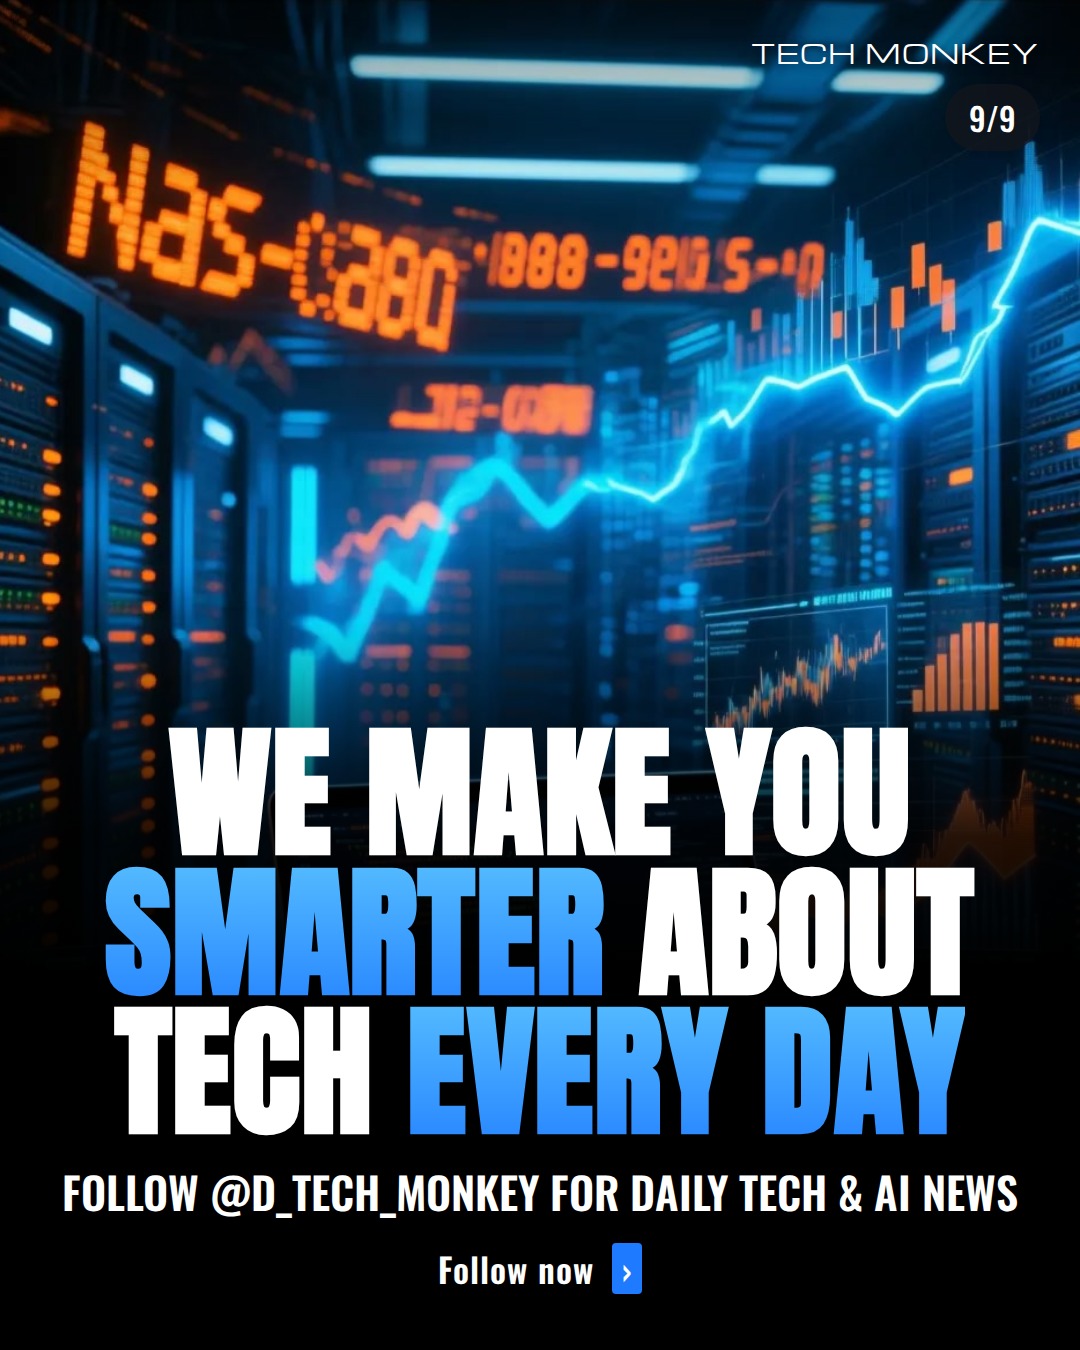 TECH MONKEY
9/9
WE MAKE YOU
SMARTER ABOUT
TECH EVERY DAY
FOLLOW @D_TECH_MONKEY FOR DAILY TECH & AI NEWS
Follow now ›